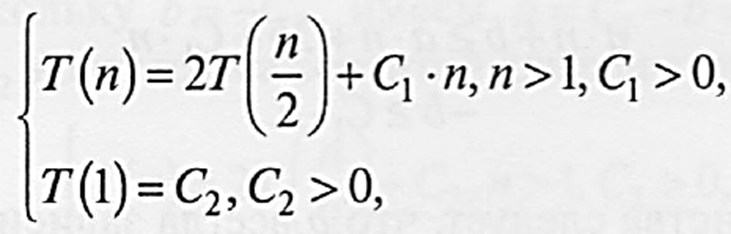 T(n) = 2T(n/2) + C₁ · n, n > 1, C₁ > 0,
T(1) = C₂, C₂ > 0,